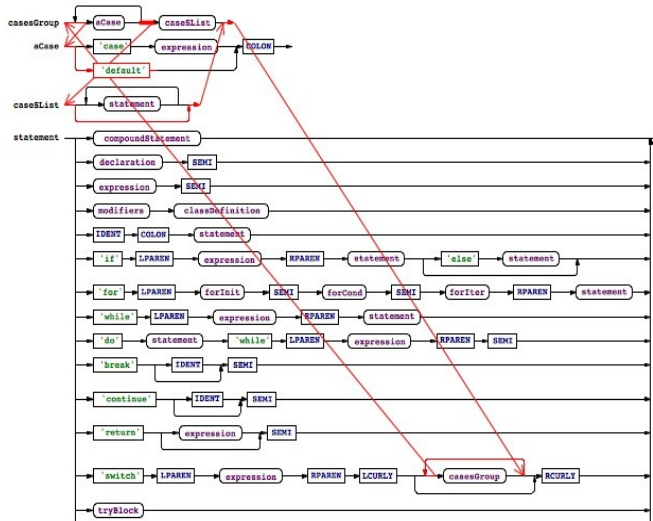 casesGroup aCase caseSList
aCase 'case' expression COLON
'default'
caseSList statement
statement compoundStatement
declaration SEMI
expression SEMI
modifiers classDefinition
IDENT COLON statement
'if' LPAREN expression RPAREN statement 'else' statement
'for' LPAREN forInit SEMI forCond SEMI forIter RPAREN statement
'while' LPAREN expression RPAREN statement
'do' statement 'while' LPAREN expression RPAREN SEMI
'break' IDENT SEMI
'continue' IDENT SEMI
'return' expression SEMI
'switch' LPAREN expression RPAREN LCURLY casesGroup RCURLY
tryBlock